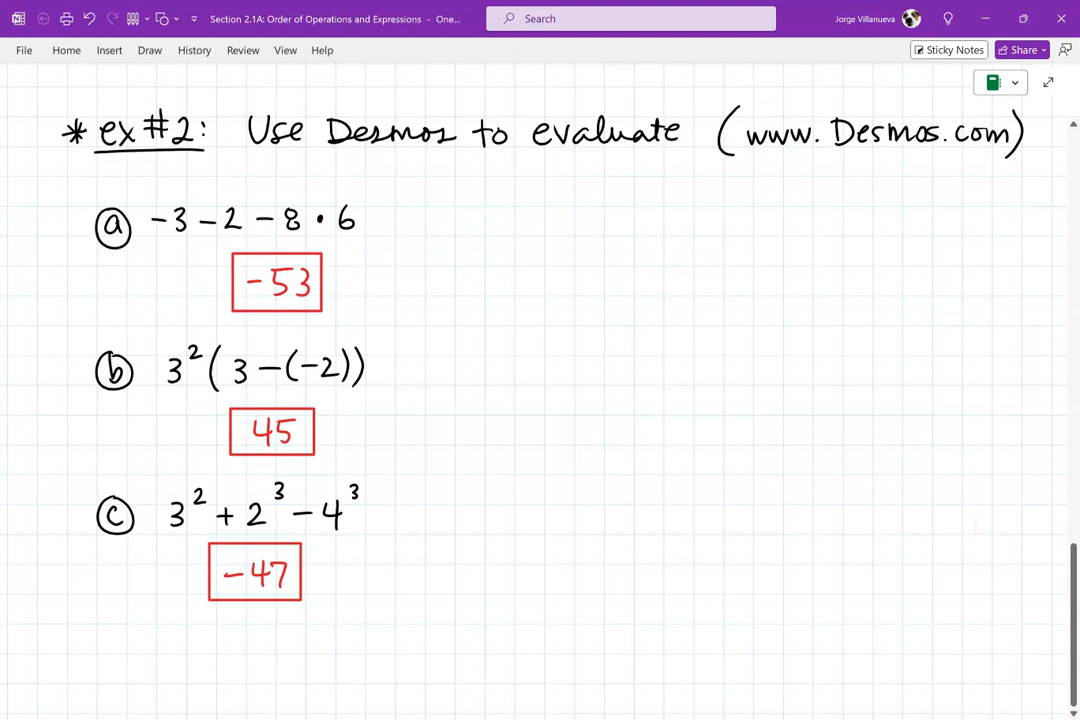 Section 2.1A: Order of Operations and Expressions - One...
Search
Jorge Villanueva
File Home Insert Draw History Review View Help
Sticky Notes
Share
* ex #2: Use Desmos to evaluate (www.Desmos.com)
ⓐ -3 - 2 - 8 • 6
-53
ⓑ 3² ( 3 - (-2))
45
ⓒ 3² + 2³ - 4³
-47